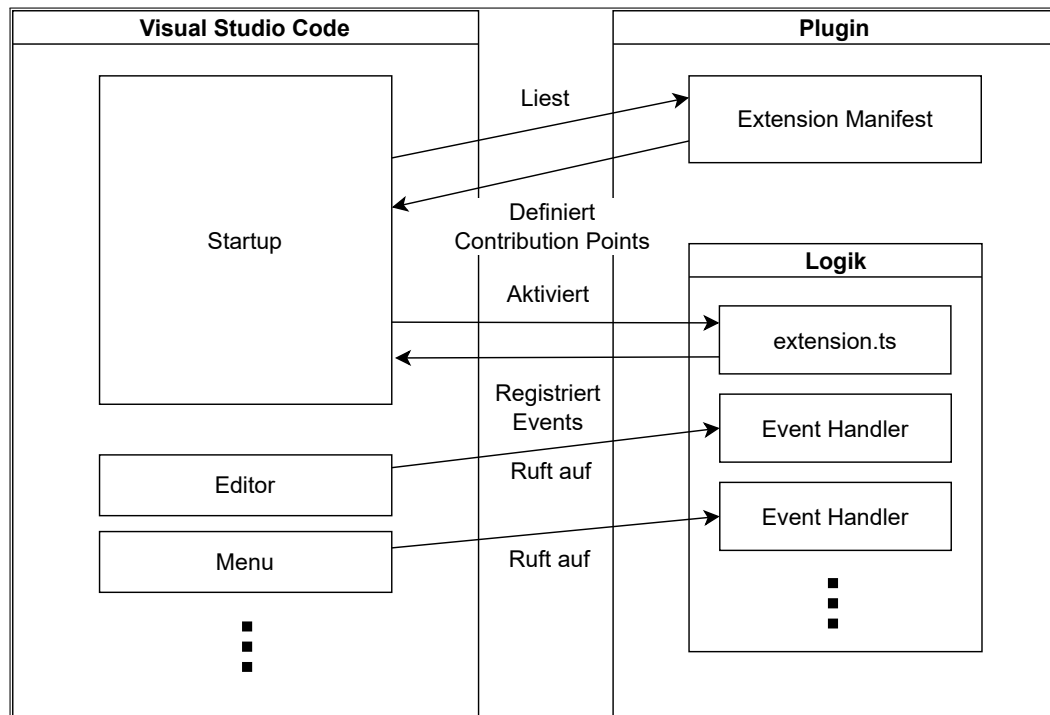 Visual Studio Code
Plugin
Startup
Liest
Extension Manifest
Definiert
Contribution Points
Logik
Aktiviert
extension.ts
Registriert
Events
Event Handler
Editor
Ruft auf
Event Handler
Menu
Ruft auf